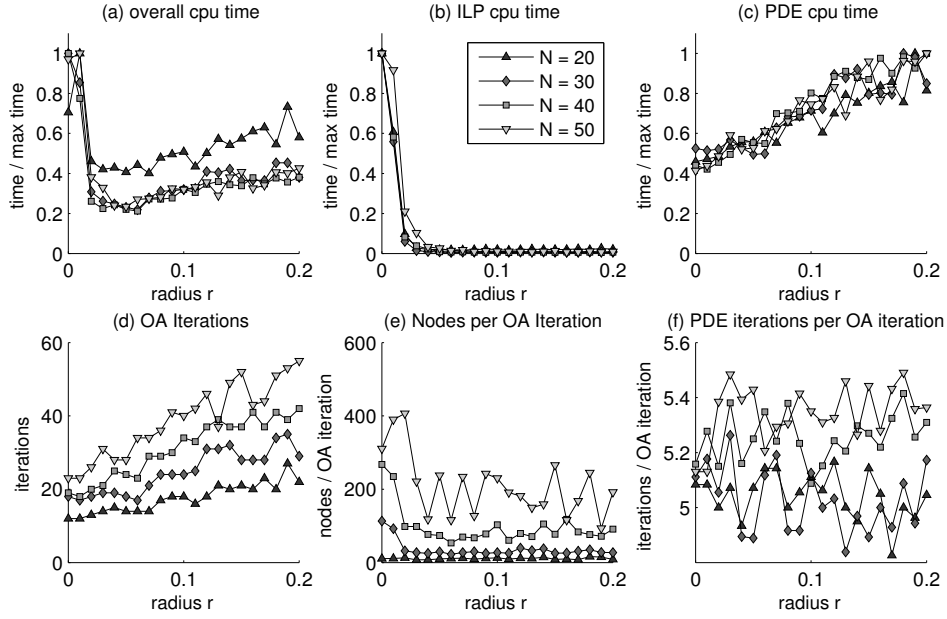 (a) overall cpu time
(b) ILP cpu time
(c) PDE cpu time
time / max time
1
0.8
0.6
0.4
0.2
0
0
0.1
0.2
radius r
time / max time
1
0.8
0.6
0.4
0.2
0
0
0.1
0.2
radius r
N = 20
N = 30
N = 40
N = 50
time / max time
1
0.8
0.6
0.4
0.2
0
0
0.1
0.2
radius r
(d) OA Iterations
(e) Nodes per OA Iteration
(f) PDE iterations per OA iteration
iterations
60
40
20
0
0
0.1
0.2
radius r
nodes / OA iteration
600
400
200
0
0
0.1
0.2
radius r
iterations / OA iteration
5.6
5.4
5.2
5
0
0.1
0.2
radius r